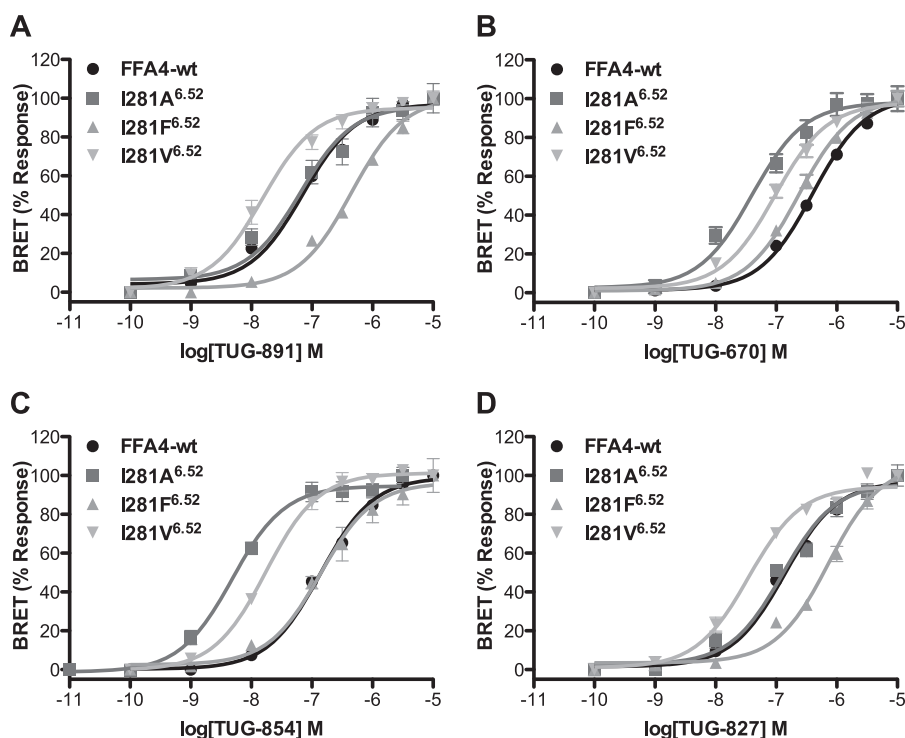 A
FFA4-wt
I281A6.52
I281F6.52
I281V6.52
BRET (% Response)
120
100
80
60
40
20
0
-11 -10 -9 -8 -7 -6 -5
log[TUG-891] M
B
FFA4-wt
I281A6.52
I281F6.52
I281V6.52
BRET (% Response)
120
100
80
60
40
20
0
-11 -10 -9 -8 -7 -6 -5
log[TUG-670] M
C
FFA4-wt
I281A6.52
I281F6.52
I281V6.52
BRET (% Response)
120
100
80
60
40
20
0
-11 -10 -9 -8 -7 -6 -5
log[TUG-854] M
D
FFA4-wt
I281A6.52
I281F6.52
I281V6.52
BRET (% Response)
120
100
80
60
40
20
0
-11 -10 -9 -8 -7 -6 -5
log[TUG-827] M